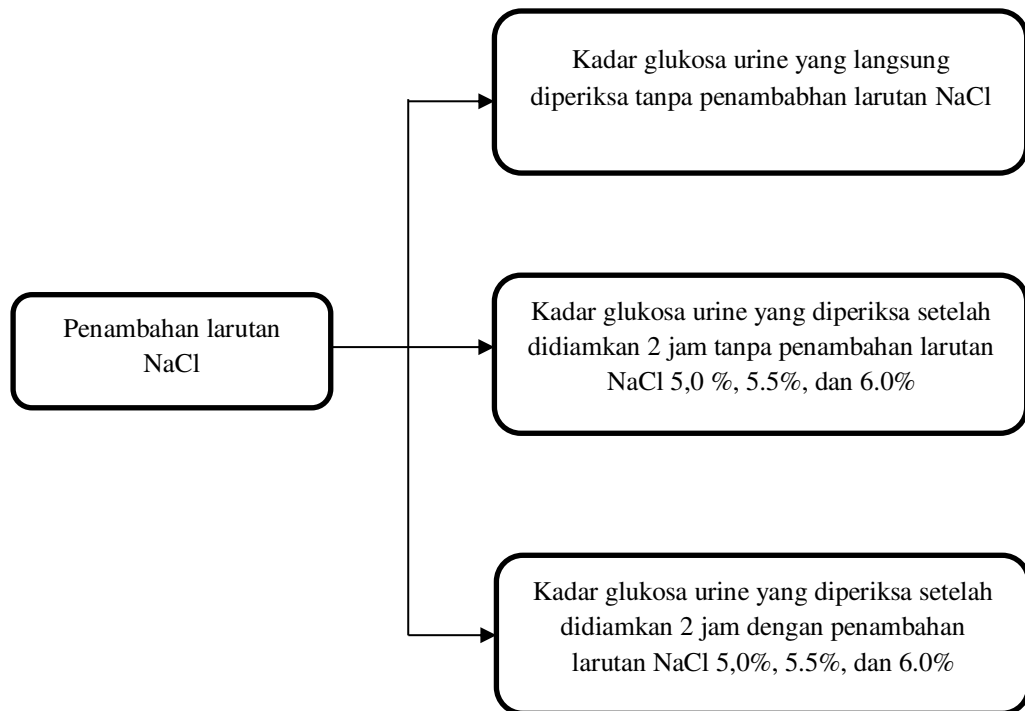 Kadar glukosa urine yang langsung
diperiksa tanpa penambabhan larutan NaCl
Penambahan larutan
NaCl
Kadar glukosa urine yang diperiksa setelah
didiamkan 2 jam tanpa penambahan larutan
NaCl 5,0 %, 5.5%, dan 6.0%
Kadar glukosa urine yang diperiksa setelah
didiamkan 2 jam dengan penambahan
larutan NaCl 5,0%, 5.5%, dan 6.0%